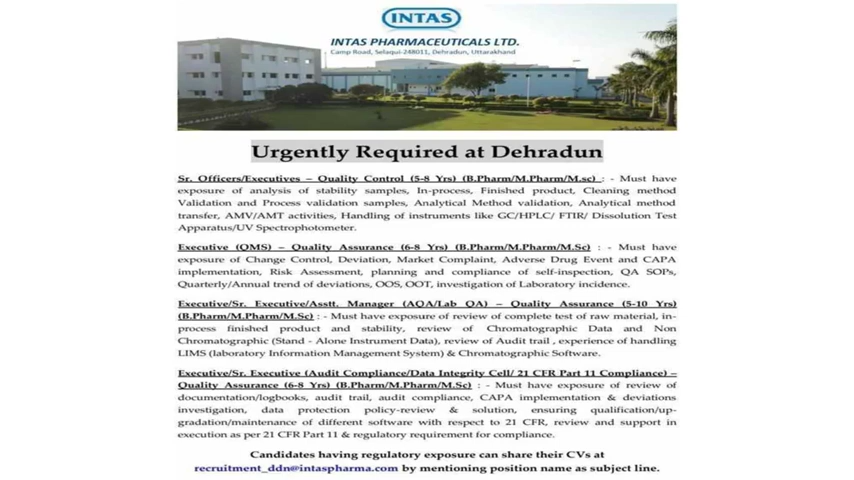 INTAS
INTAS PHARMACEUTICALS LTD.
Camp Road, Selaqui-248011, Dehradun, Uttarakhand
Urgently Required at Dehradun
Sr. Officers/Executives – Quality Control (5-8 Yrs) (B.Pharm/M.Pharm/M.sc) : - Must have
exposure of analysis of stability samples, In-process, Finished product, Cleaning method
Validation and Process validation samples, Analytical Method validation, Analytical method
transfer, AMV/AMT activities, Handling of instruments like GC/HPLC/ FTIR/ Dissolution Test
Apparatus/UV Spectrophotometer.
Executive (QMS) – Quality Assurance (6-8 Yrs) (B.Pharm/M.Pharm/M.Sc) : - Must have
exposure of Change Control, Deviation, Market Complaint, Adverse Drug Event and CAPA
implementation, Risk Assessment, planning and compliance of self-inspection, QA SOPs,
Quarterly/Annual trend of deviations, OOS, OOT, investigation of Laboratory incidence.
Executive/Sr. Executive/Asstt. Manager (AQA/Lab QA) – Quality Assurance (5-10 Yrs)
(B.Pharm/M.Pharm/M.Sc) : - Must have exposure of review of complete test of raw material, in-
process finished product and stability, review of Chromatographic Data and Non
Chromatographic (Stand - Alone Instrument Data), review of Audit trail , experience of handling
LIMS (laboratory Information Management System) & Chromatographic Software.
Executive/Sr. Executive (Audit Compliance/Data Integrity Cell/ 21 CFR Part 11 Compliance) –
Quality Assurance (6-8 Yrs) (B.Pharm/M.Pharm/M.Sc) : - Must have exposure of review of
documentation/logbooks, audit trail, audit compliance, CAPA implementation & deviations
investigation, data protection policy-review & solution, ensuring qualification/up-
gradation/maintenance of different software with respect to 21 CFR, review and support in
execution as per 21 CFR Part 11 & regulatory requirement for compliance.
Candidates having regulatory exposure can share their CVs at
recruitment_ddn@intaspharma.com by mentioning position name as subject line.